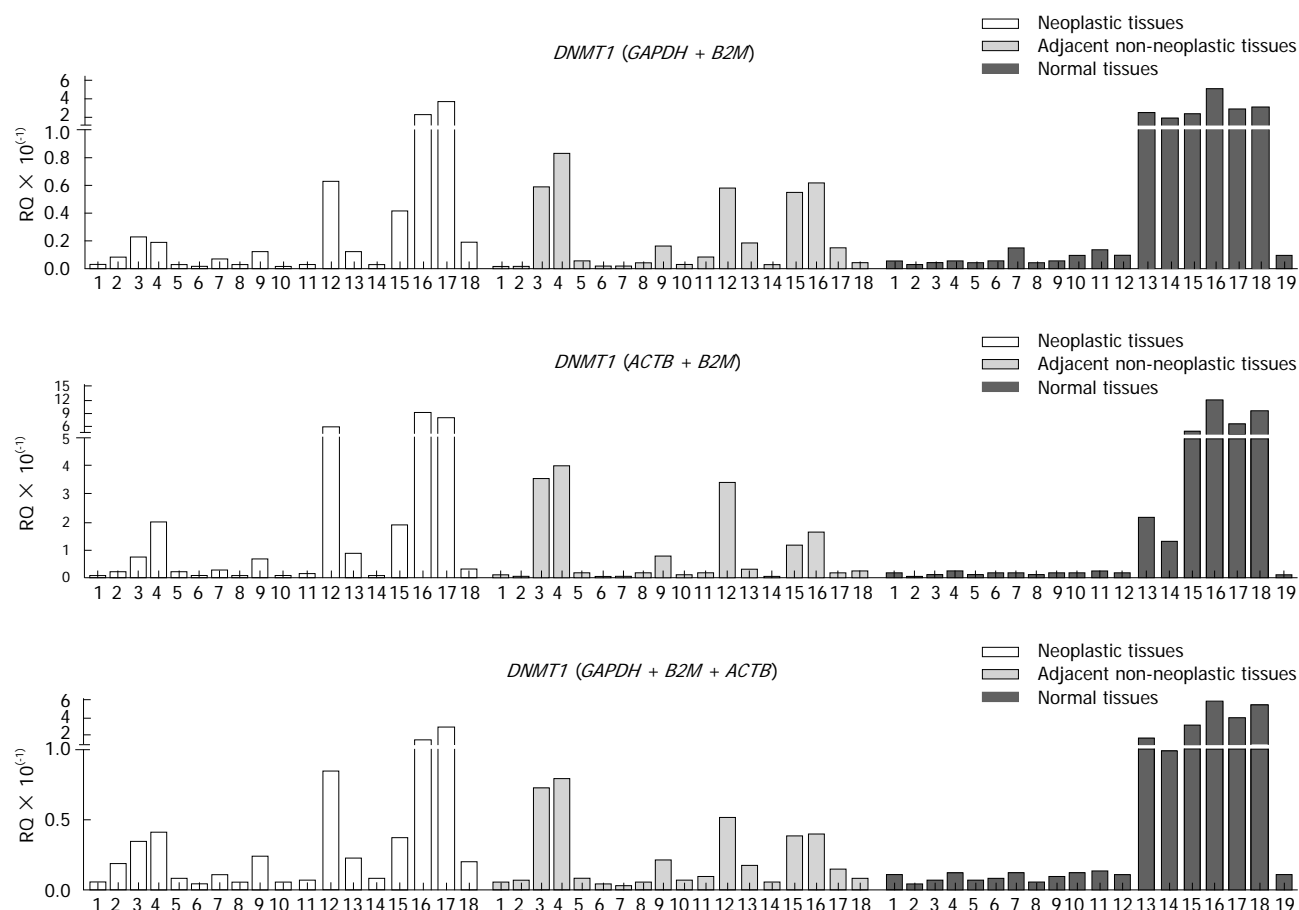 Neoplastic tissues
Adjacent non-neoplastic tissues
Normal tissues
DNMT1 (GAPDH + B2M)
RQ × 10(-1)
6
4
2
1.0
0.8
0.6
0.4
0.2
0.0
1 2 3 4 5 6 7 8 9 10 11 12 13 14 15 16 17 18 1 2 3 4 5 6 7 8 9 10 11 12 13 14 15 16 17 18 1 2 3 4 5 6 7 8 9 10 11 12 13 14 15 16 17 18 19
Neoplastic tissues
Adjacent non-neoplastic tissues
Normal tissues
DNMT1 (ACTB + B2M)
RQ × 10(-1)
15
12
9
6
5
4
3
2
1
0
1 2 3 4 5 6 7 8 9 10 11 12 13 14 15 16 17 18 1 2 3 4 5 6 7 8 9 10 11 12 13 14 15 16 17 18 1 2 3 4 5 6 7 8 9 10 11 12 13 14 15 16 17 18 19
Neoplastic tissues
Adjacent non-neoplastic tissues
Normal tissues
DNMT1 (GAPDH + B2M + ACTB)
RQ × 10(-1)
6
4
2
1.0
0.5
0.0
1 2 3 4 5 6 7 8 9 10 11 12 13 14 15 16 17 18 1 2 3 4 5 6 7 8 9 10 11 12 13 14 15 16 17 18 1 2 3 4 5 6 7 8 9 10 11 12 13 14 15 16 17 18 19